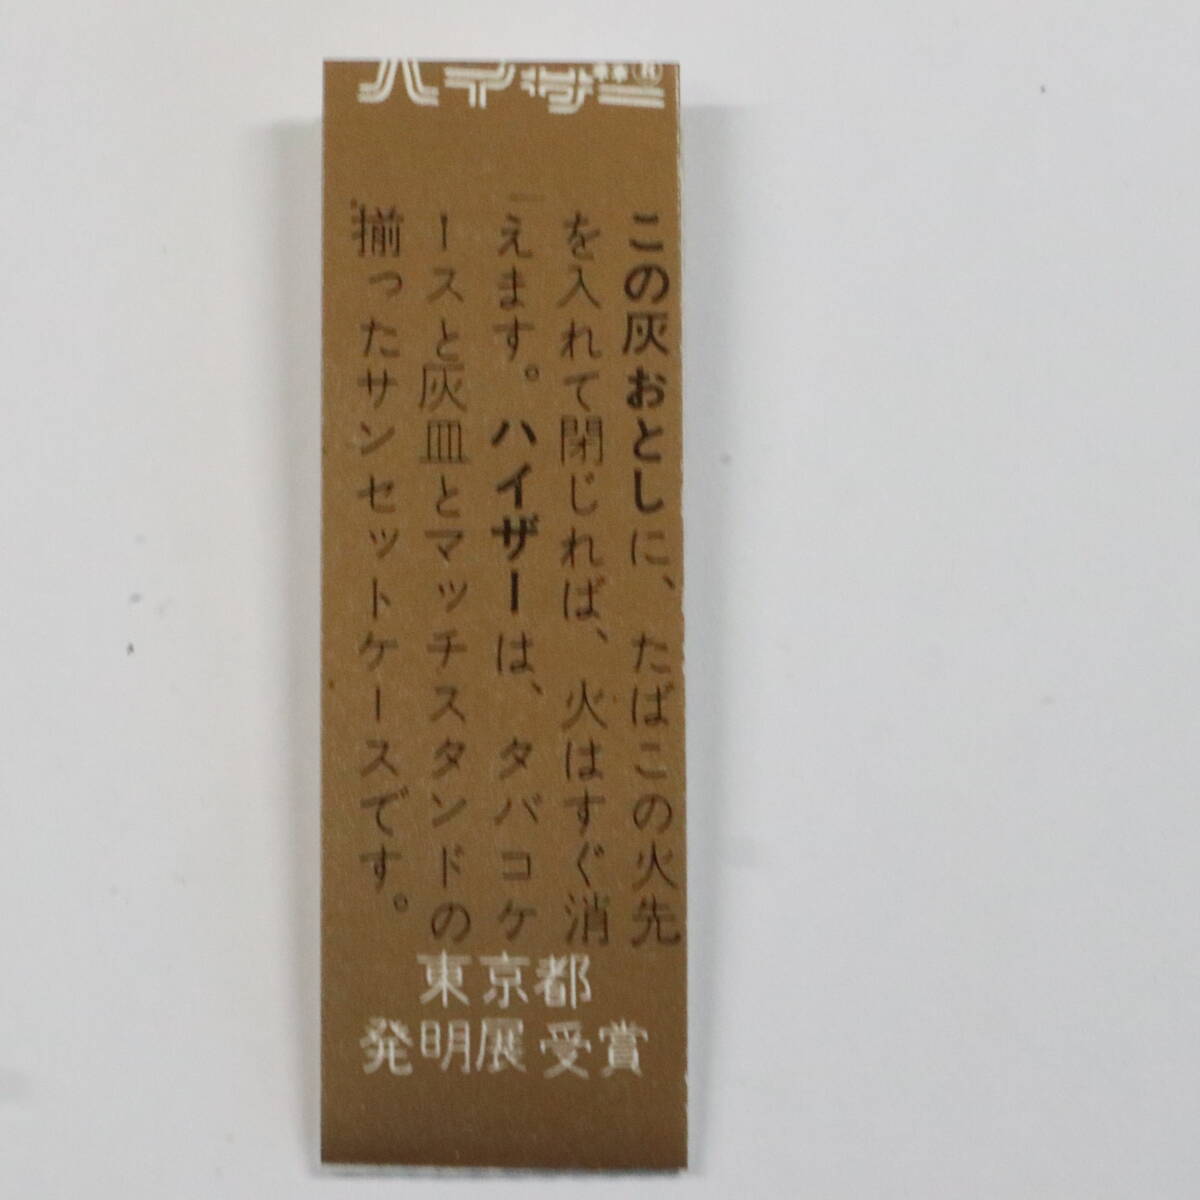 ハイザー®
この灰おとしに、たばこの火先
を入れて閉じれば、火はすぐ消
えます。ハイザーは、タバコケ
ースと灰皿とマッチスタンドの
揃ったサンセットケースです。
東京都
発明展受賞